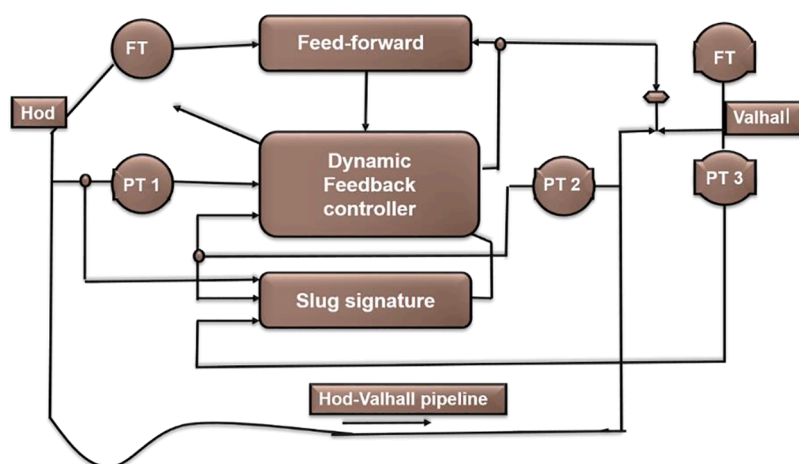 FT
Feed-forward
FT
Hod
Valhall
Dynamic
Feedback
controller
PT 1
PT 2
PT 3
Slug signature
Hod-Valhall pipeline